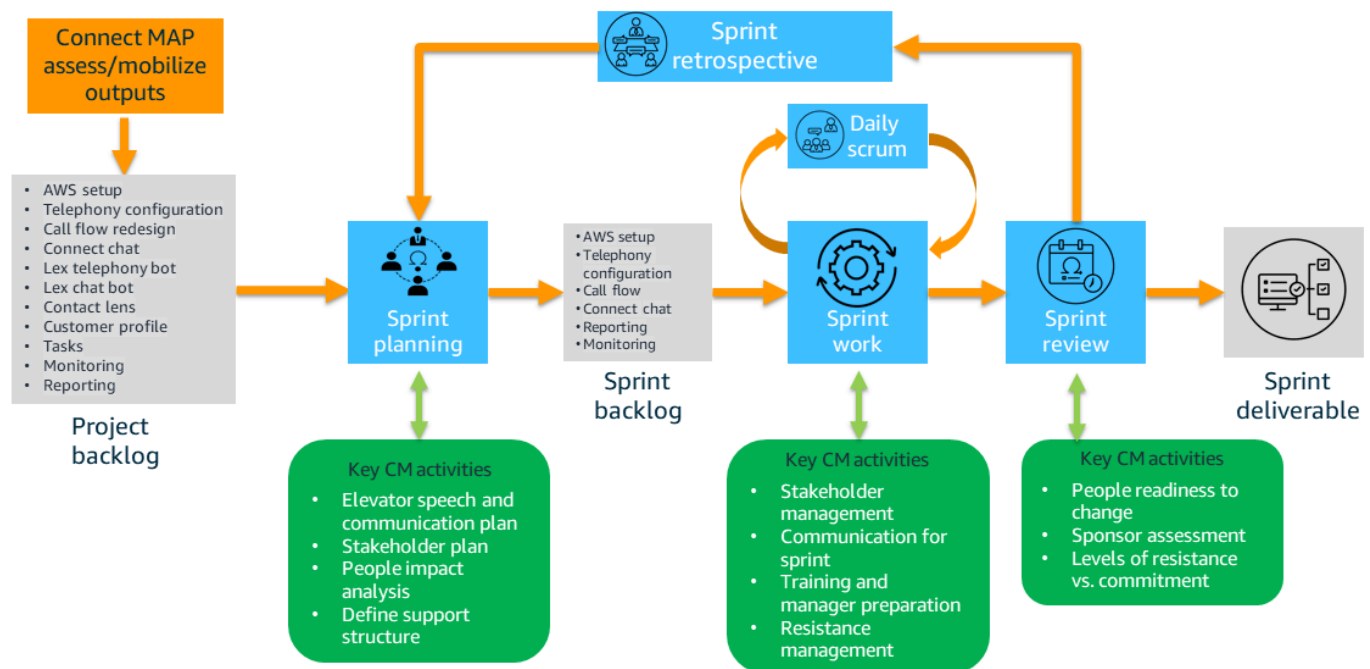 Connect MAP
assess/mobilize
outputs
Sprint
retrospective
Daily
scrum
• AWS setup
• Telephony configuration
• Call flow redesign
• Connect chat
• Lex telephony bot
• Lex chat bot
• Contact lens
• Customer profile
• Tasks
• Monitoring
• Reporting
Project
backlog
Sprint
planning
• AWS setup
• Telephony
configuration
• Call flow
• Connect chat
• Reporting
• Monitoring
Sprint
backlog
Sprint
work
Sprint
review
Sprint
deliverable
Key CM activities
• Elevator speech and
communication plan
• Stakeholder plan
• People impact
analysis
• Define support
structure
Key CM activities
• Stakeholder
management
• Communication for
sprint
• Training and
manager preparation
• Resistance
management
Key CM activities
• People readiness to
change
• Sponsor assessment
• Levels of resistance
vs. commitment